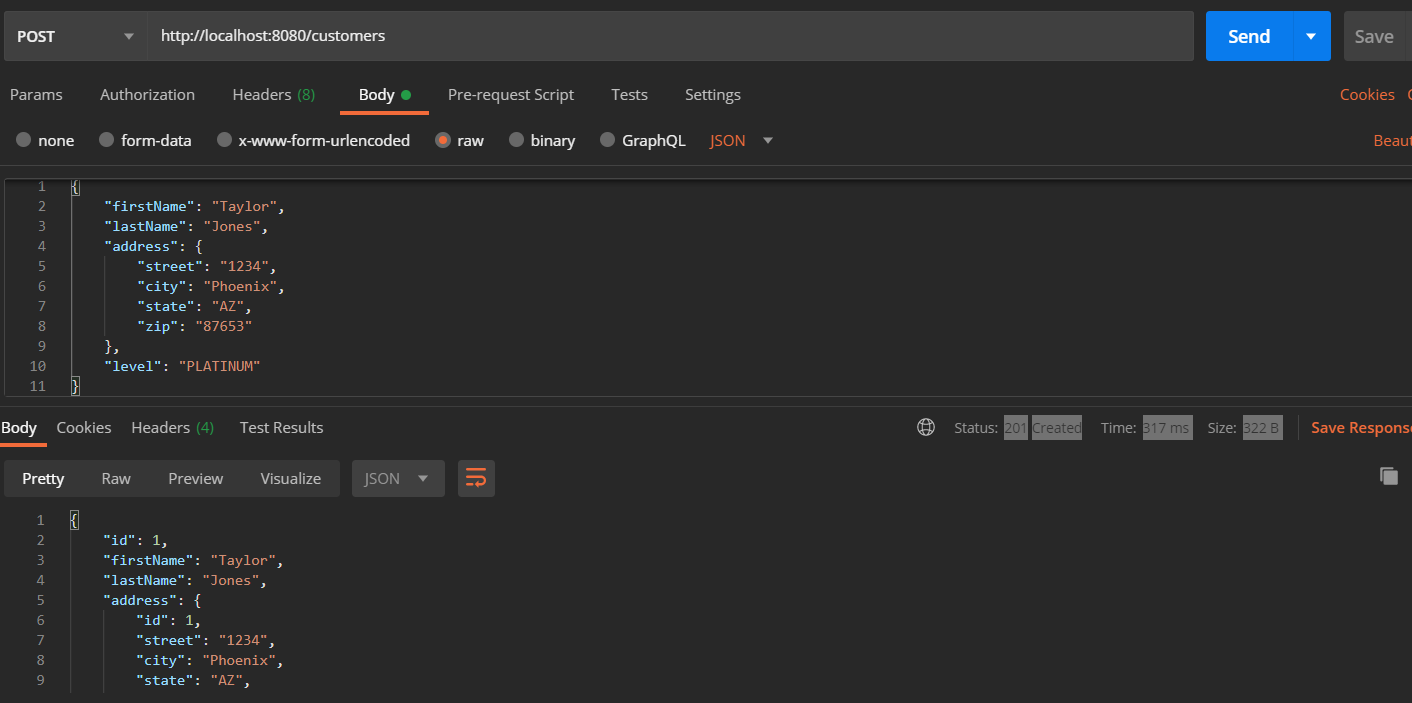 POST http://localhost:8080/customers Send Save
Params Authorization Headers (8) Body Pre-request Script Tests Settings Cookies
none form-data x-www-form-urlencoded raw binary GraphQL JSON Beaut
1 {
2 "firstName": "Taylor",
3 "lastName": "Jones",
4 "address": {
5 "street": "1234",
6 "city": "Phoenix",
7 "state": "AZ",
8 "zip": "87653"
9 },
10 "level": "PLATINUM"
11 }
Body Cookies Headers (4) Test Results Status: 201 Created Time: 317 ms Size: 322 B Save Respons
Pretty Raw Preview Visualize JSON
1 {
2 "id": 1,
3 "firstName": "Taylor",
4 "lastName": "Jones",
5 "address": {
6 "id": 1,
7 "street": "1234",
8 "city": "Phoenix",
9 "state": "AZ",